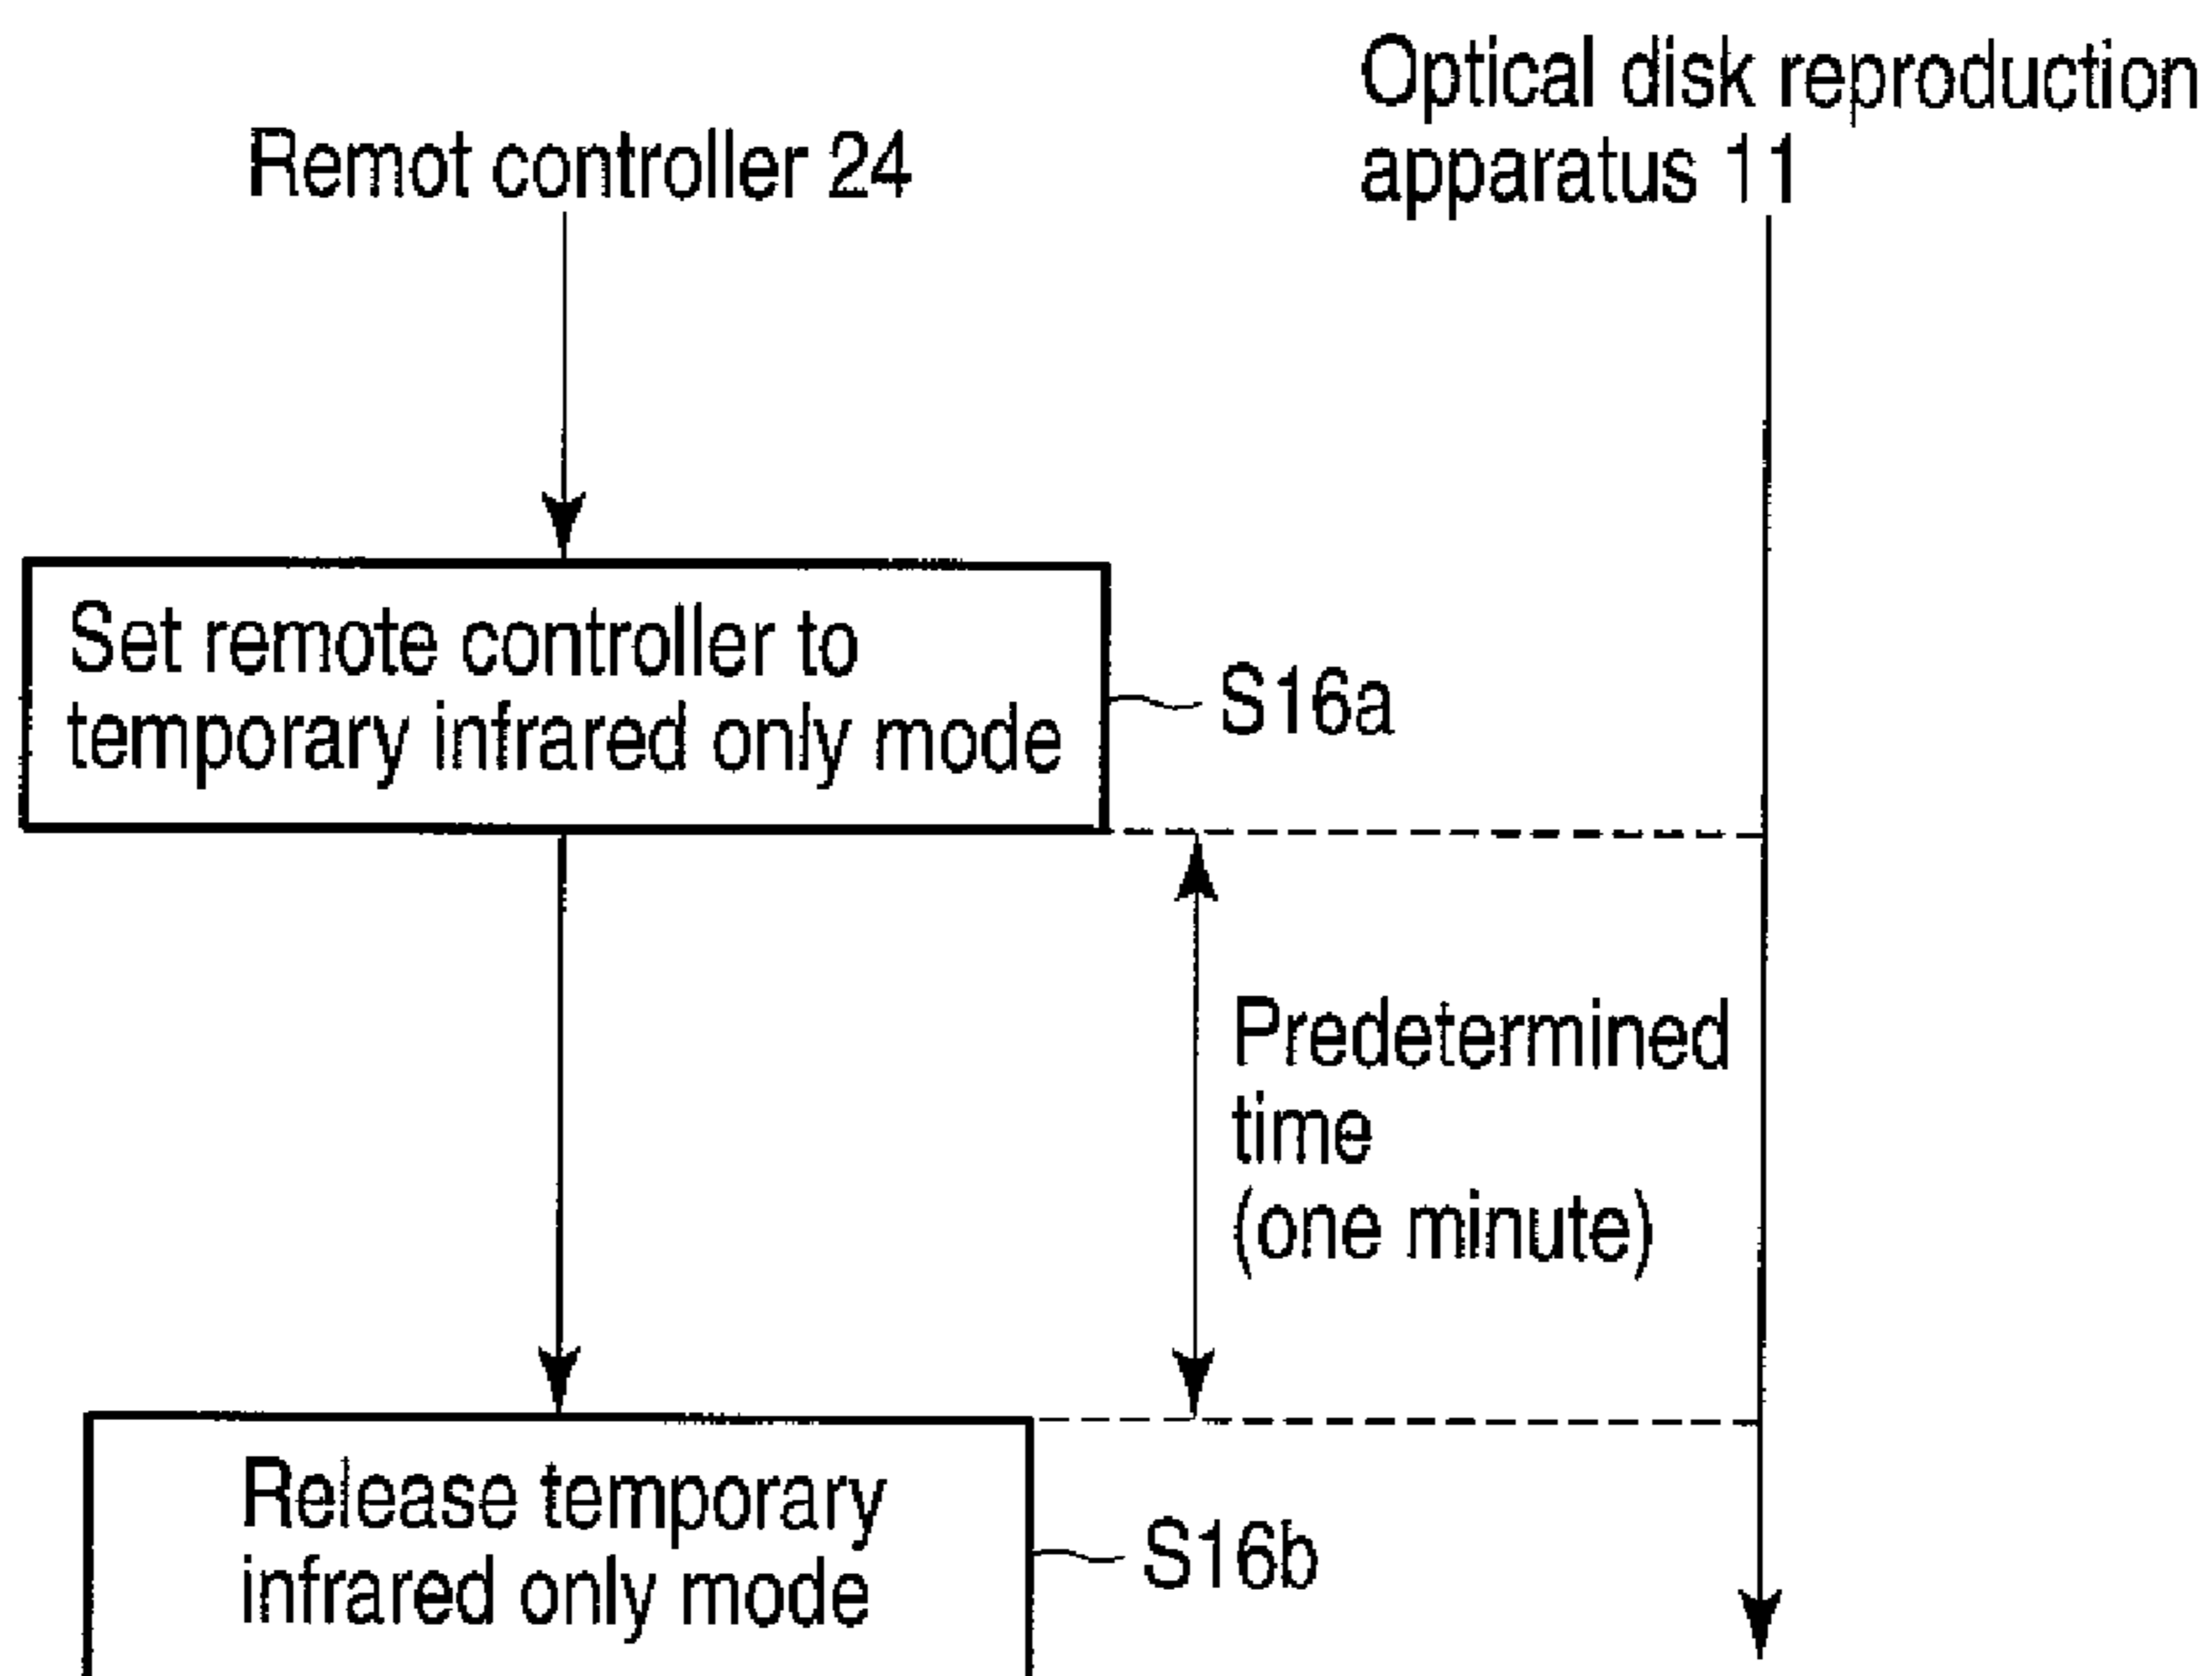 Optical disk reproduction
apparatus 11
Remot controller 24
Set remote controller to
temporary infrared only mode
S16a
Predetermined
time
(one minute)
Release temporary
infrared only mode
S16b